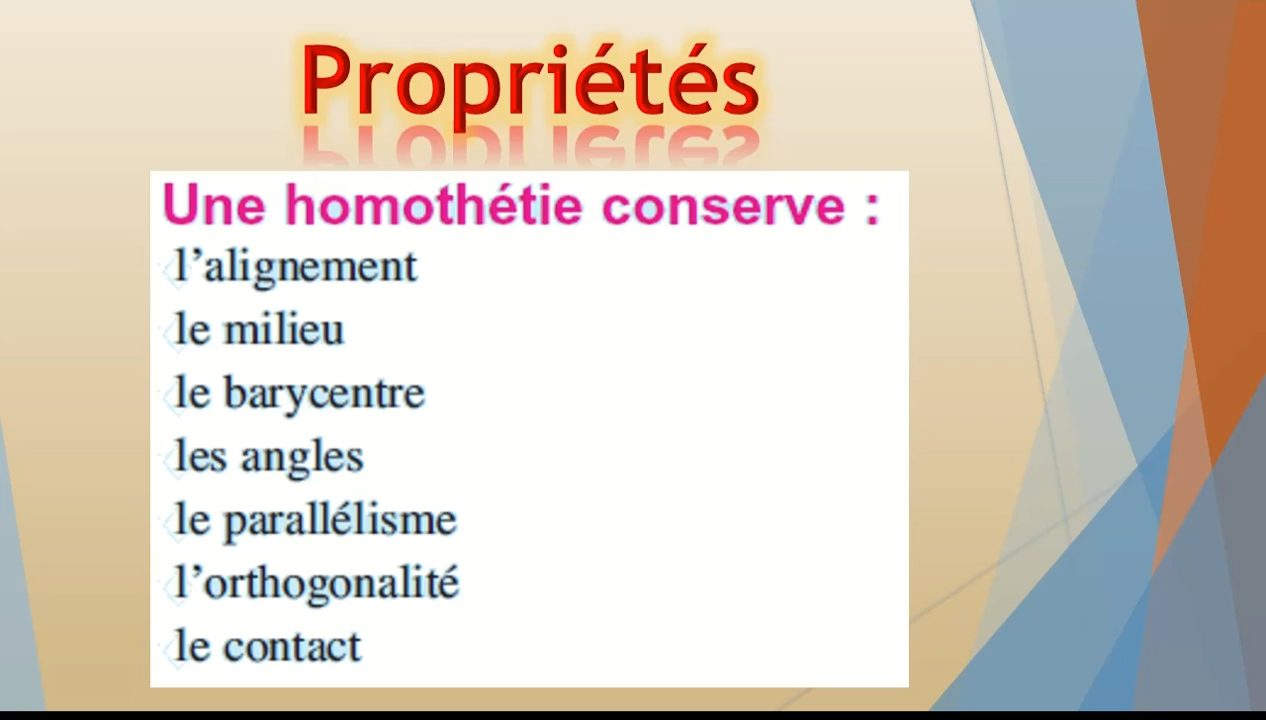 Propriétés
Une homothétie conserve :
l’alignement
le milieu
le barycentre
les angles
le parallélisme
l’orthogonalité
le contact